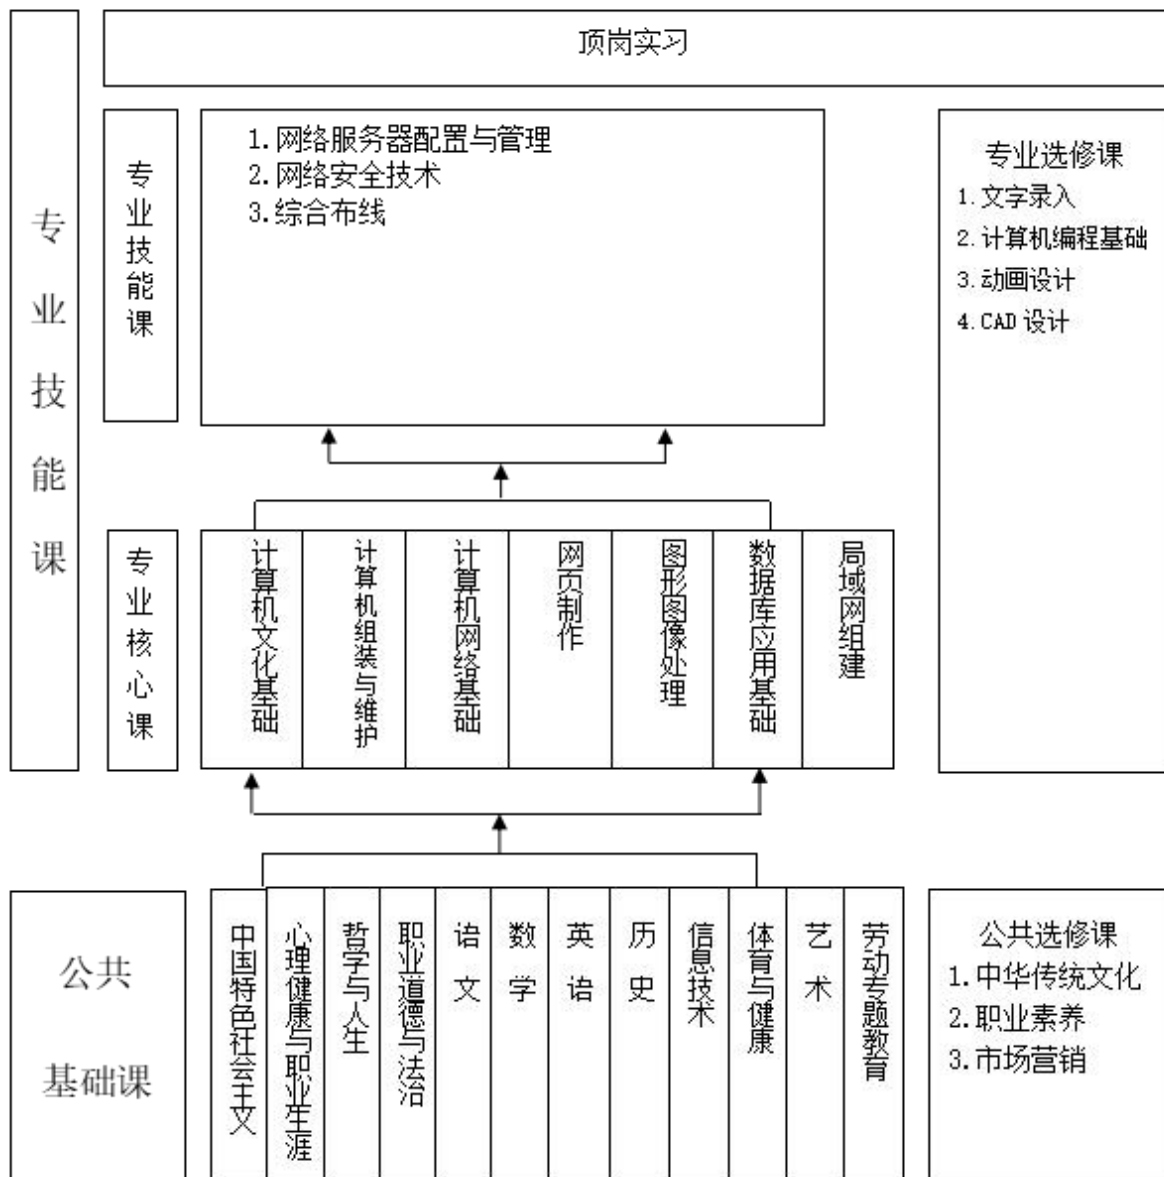 顶岗实习
专业技能课
专业技能课
1.网络服务器配置与管理
2.网络安全技术
3.综合布线
专业选修课
1.文字录入
2.计算机编程基础
3.动画设计
4.CAD 设计
专业核心课
计算机文化基础
计算机组装与维护
计算机网络基础
网页制作
图形图像处理
数据库应用基础
局域网组建
公共
基础课
中国特色社会主义
心理健康与职业生涯
哲学与人生
职业道德与法治
语文
数学
英语
历史
信息技术
体育与健康
艺术
劳动专题教育
公共选修课
1.中华传统文化
2.职业素养
3.市场营销